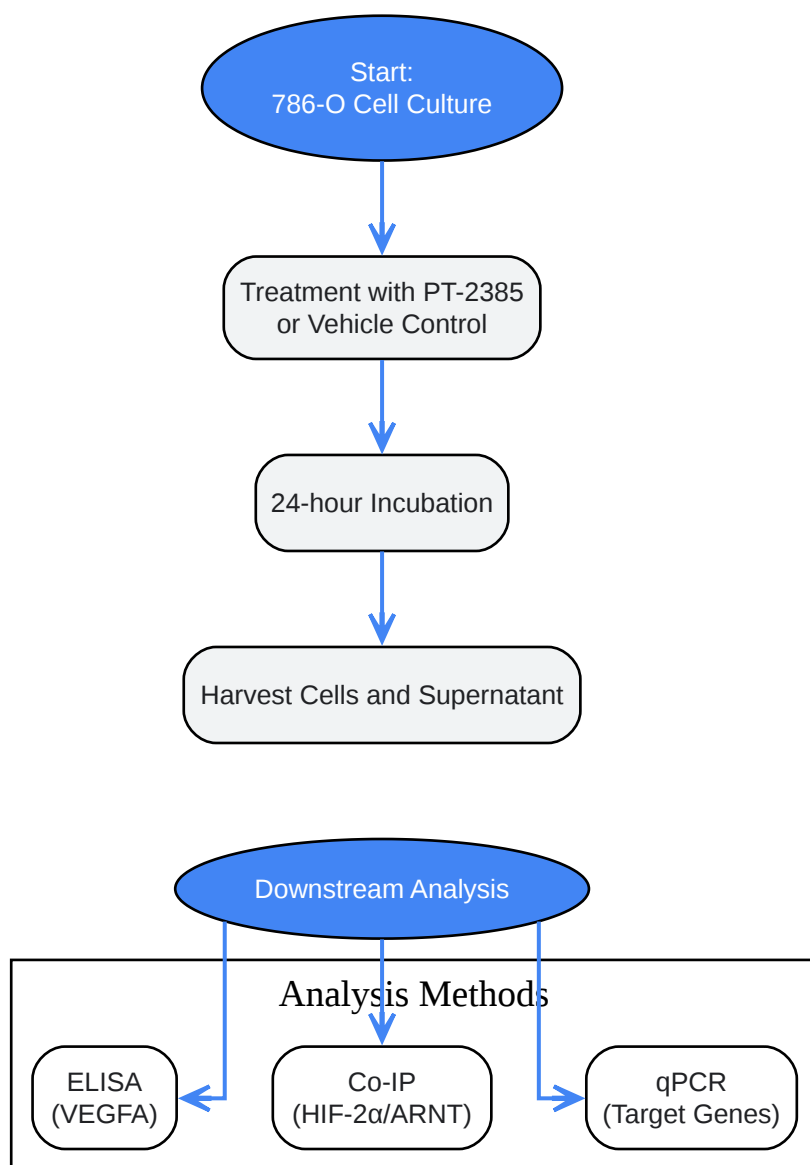 Start:
786-O Cell Culture
Treatment with PT-2385
or Vehicle Control
24-hour Incubation
Harvest Cells and Supernatant
Downstream Analysis
Analysis Methods
ELISA
(VEGFA)
Co-IP
(HIF-2α/ARNT)
qPCR
(Target Genes)